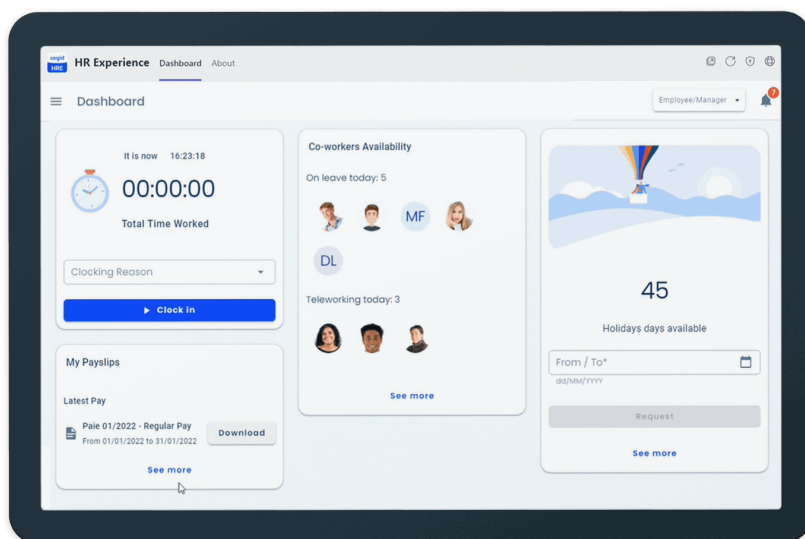 cegid
HRE
HR Experience
Dashboard
About
Dashboard
Employee/Manager
7
It is now 16:23:18
00:00:00
Total Time Worked
Clocking Reason
Clock in
My Payslips
Latest Pay
Paie 01/2022 - Regular Pay
From 01/01/2022 to 31/01/2022
Download
See more
Co-workers Availability
On leave today: 5
MF
DL
Teleworking today: 3
See more
45
Holidays days available
From / To*
dd/MM/YYYY
Request
See more